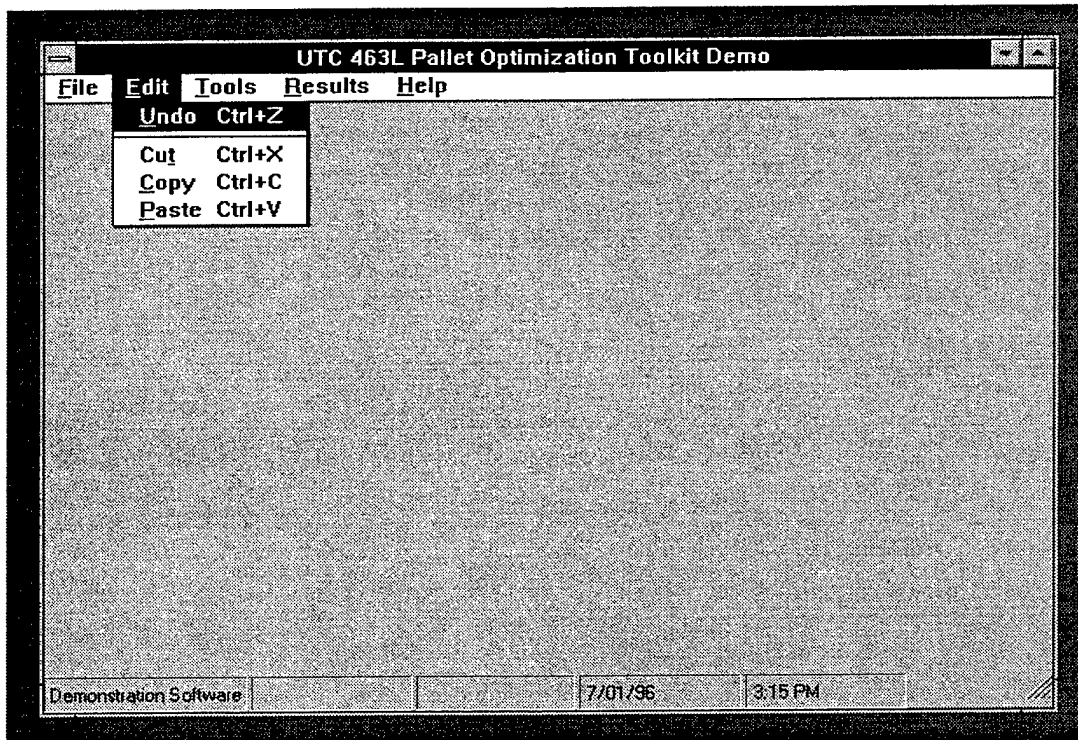 UTC 463L Pallet Optimization Toolkit Demo
File Edit Tools Results Help
Undo Ctrl+Z
Cut Ctrl+X
Copy Ctrl+C
Paste Ctrl+V
Demonstration Software 7/01/96 3:15 PM